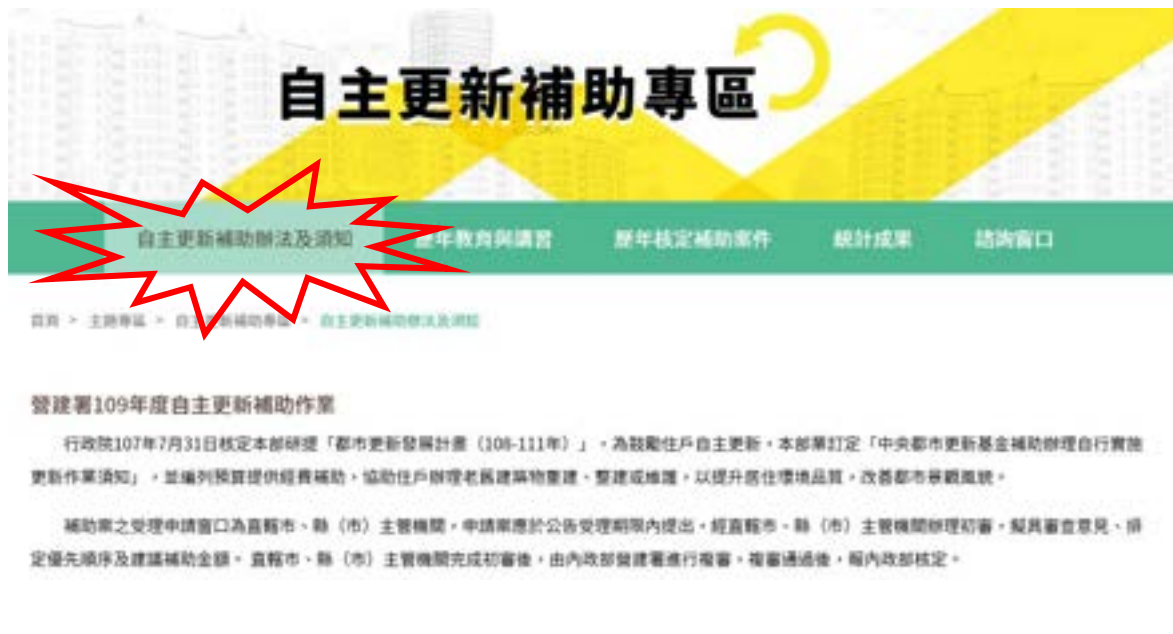 自主更新補助專區
自主更新補助辦法及須知 歷年教育與講習 歷年核定補助案件 統計成果 諮詢窗口
首頁 > 主題專區 > 自主更新補助專區 > 自主更新補助辦法及須知
營建署109年度自主更新補助作業
行政院107年7月31日核定本部研提「都市更新發展計畫（108-111年）」，為鼓勵住戶自主更新，本部業訂定「中央都市更新基金補助辦理自行實施
更新作業須知」，並編列預算提供經費補助，協助住戶辦理老舊建築物重建、整建或維護，以提升居住環境品質，改善都市景觀風貌。
補助案之受理申請窗口為直轄市、縣（市）主管機關，申請案應於公告受理期限內提出，經直轄市、縣（市）主管機關辦理初審，擬具審查意見、排
定優先順序及建議補助金額。直轄市、縣（市）主管機關完成初審後，由內政部營建署進行複審，複審通過後，報內政部核定。